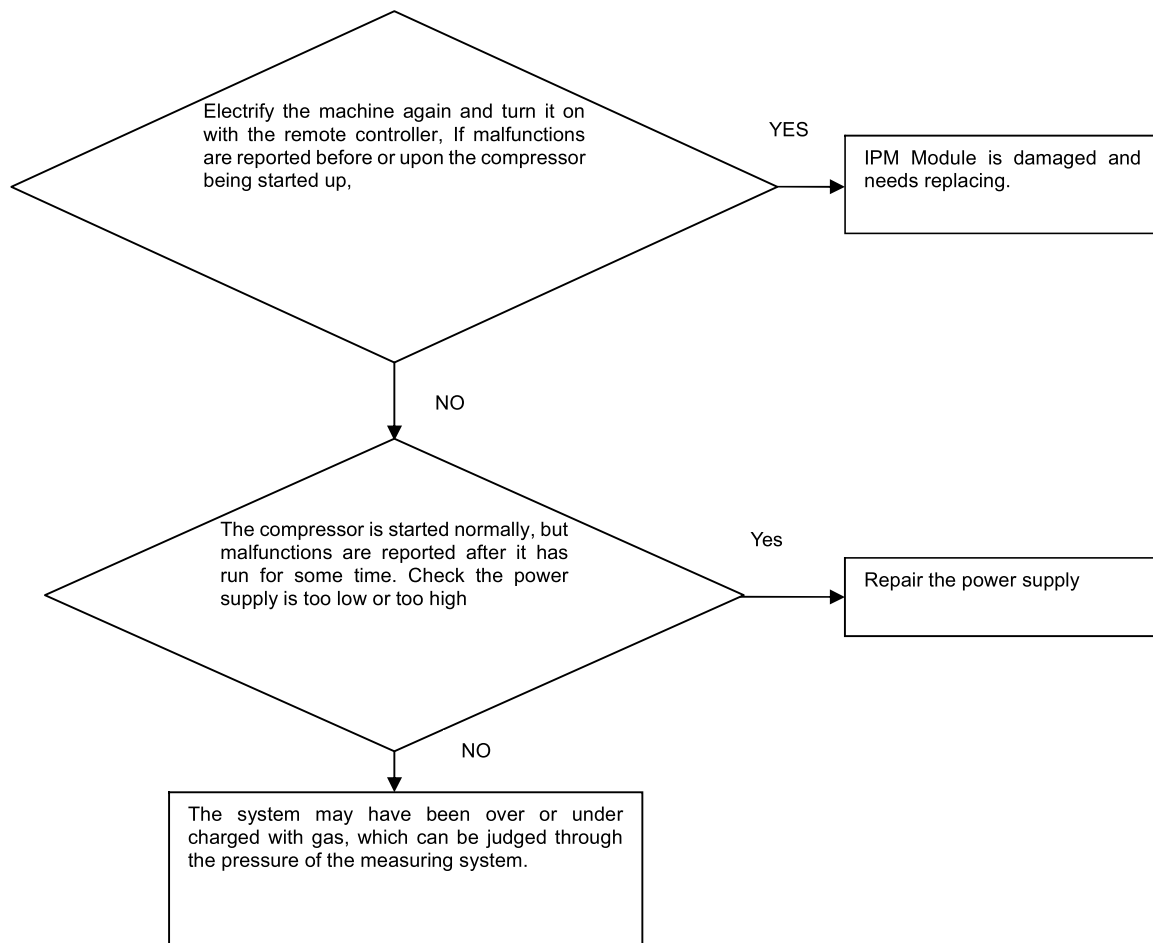 Electrify the machine again and turn it on
with the remote controller, If malfunctions
are reported before or upon the compressor
being started up,
YES
IPM Module is damaged and
needs replacing.
NO
The compressor is started normally, but
malfunctions are reported after it has
run for some time. Check the power
supply is too low or too high
Yes
Repair the power supply
NO
The system may have been over or under
charged with gas, which can be judged through
the pressure of the measuring system.